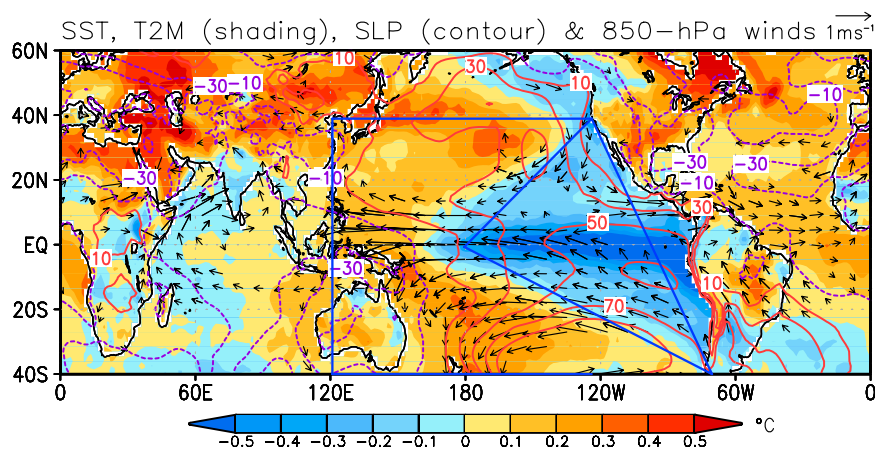 SST, T2M (shading), SLP (contour) & 850-hPa winds 1ms⁻¹
60N
10
30
10
-30
-10
-10
40N
-30
-30
-30
20N
-10
-10
30
50
EQ
10
-30
10
20S
70
40S
0 60E 120E 180 120W 60W 0
-0.5 -0.4 -0.3 -0.2 -0.1 0 0.1 0.2 0.3 0.4 0.5 °C